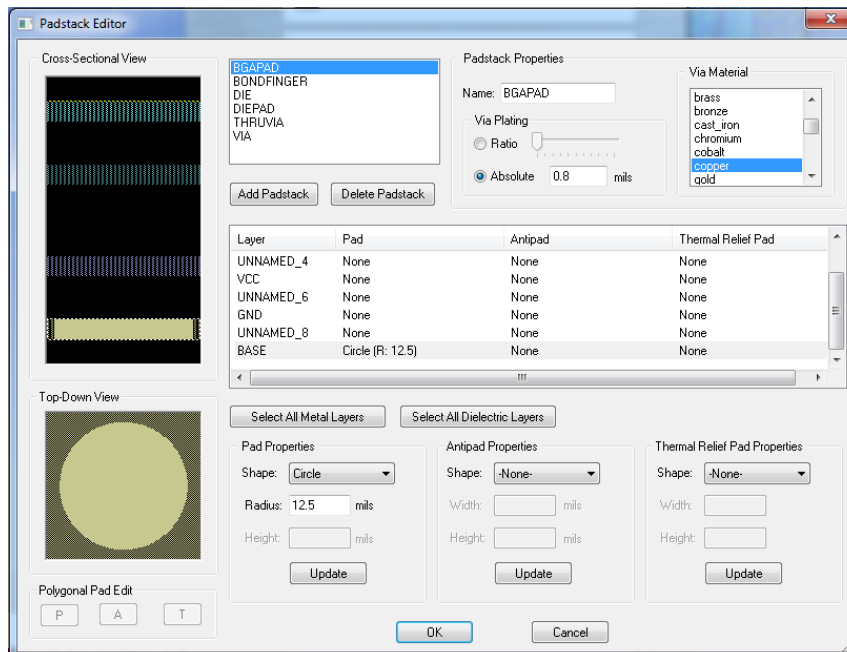 Padstack Editor
Cross-Sectional View
BGAPAD
BONDFINGER
DIE
DIEPAD
THRUVIA
VIA
Add Padstack Delete Padstack
Padstack Properties
Name: BGAPAD
Via Plating
Ratio
Absolute 0.8 mils
Via Material
brass
bronze
cast_iron
chromium
cobalt
copper
gold
Layer Pad Antipad Thermal Relief Pad
UNNAMED_4 None None None
VCC None None None
UNNAMED_6 None None None
GND None None None
UNNAMED_8 None None None
BASE Circle (R: 12.5) None None
Top-Down View
Select All Metal Layers Select All Dielectric Layers
Pad Properties
Shape: Circle
Radius: 12.5 mils
Height: mils
Update
Antipad Properties
Shape: -None-
Width: mils
Height: mils
Update
Thermal Relief Pad Properties
Shape: -None-
Width:
Height:
Update
Polygonal Pad Edit
P A T
OK Cancel